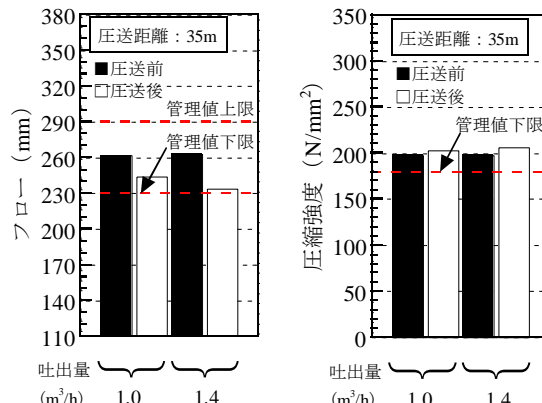 380
350
320
290
260
230
200
170
140
110
フロー（mm）
圧送距離：35m
■圧送前
□圧送後
管理値上限
管理値下限
吐出量
(m³/h)
1.0
1.4
350
300
250
200
150
100
50
0
圧縮強度（N/mm²）
圧送距離：35m
■圧送前
□圧送後
管理値下限
吐出量
(m³/h)
1.0
1.4